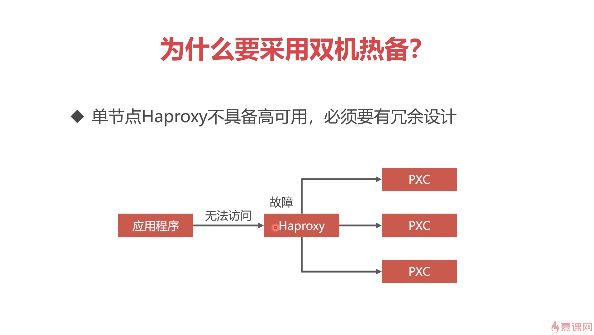 为什么要采用双机热备？
◆ 单节点Haproxy不具备高可用，必须要有冗余设计
PXC
故障
无法访问
应用程序
Haproxy
PXC
PXC
慕课网